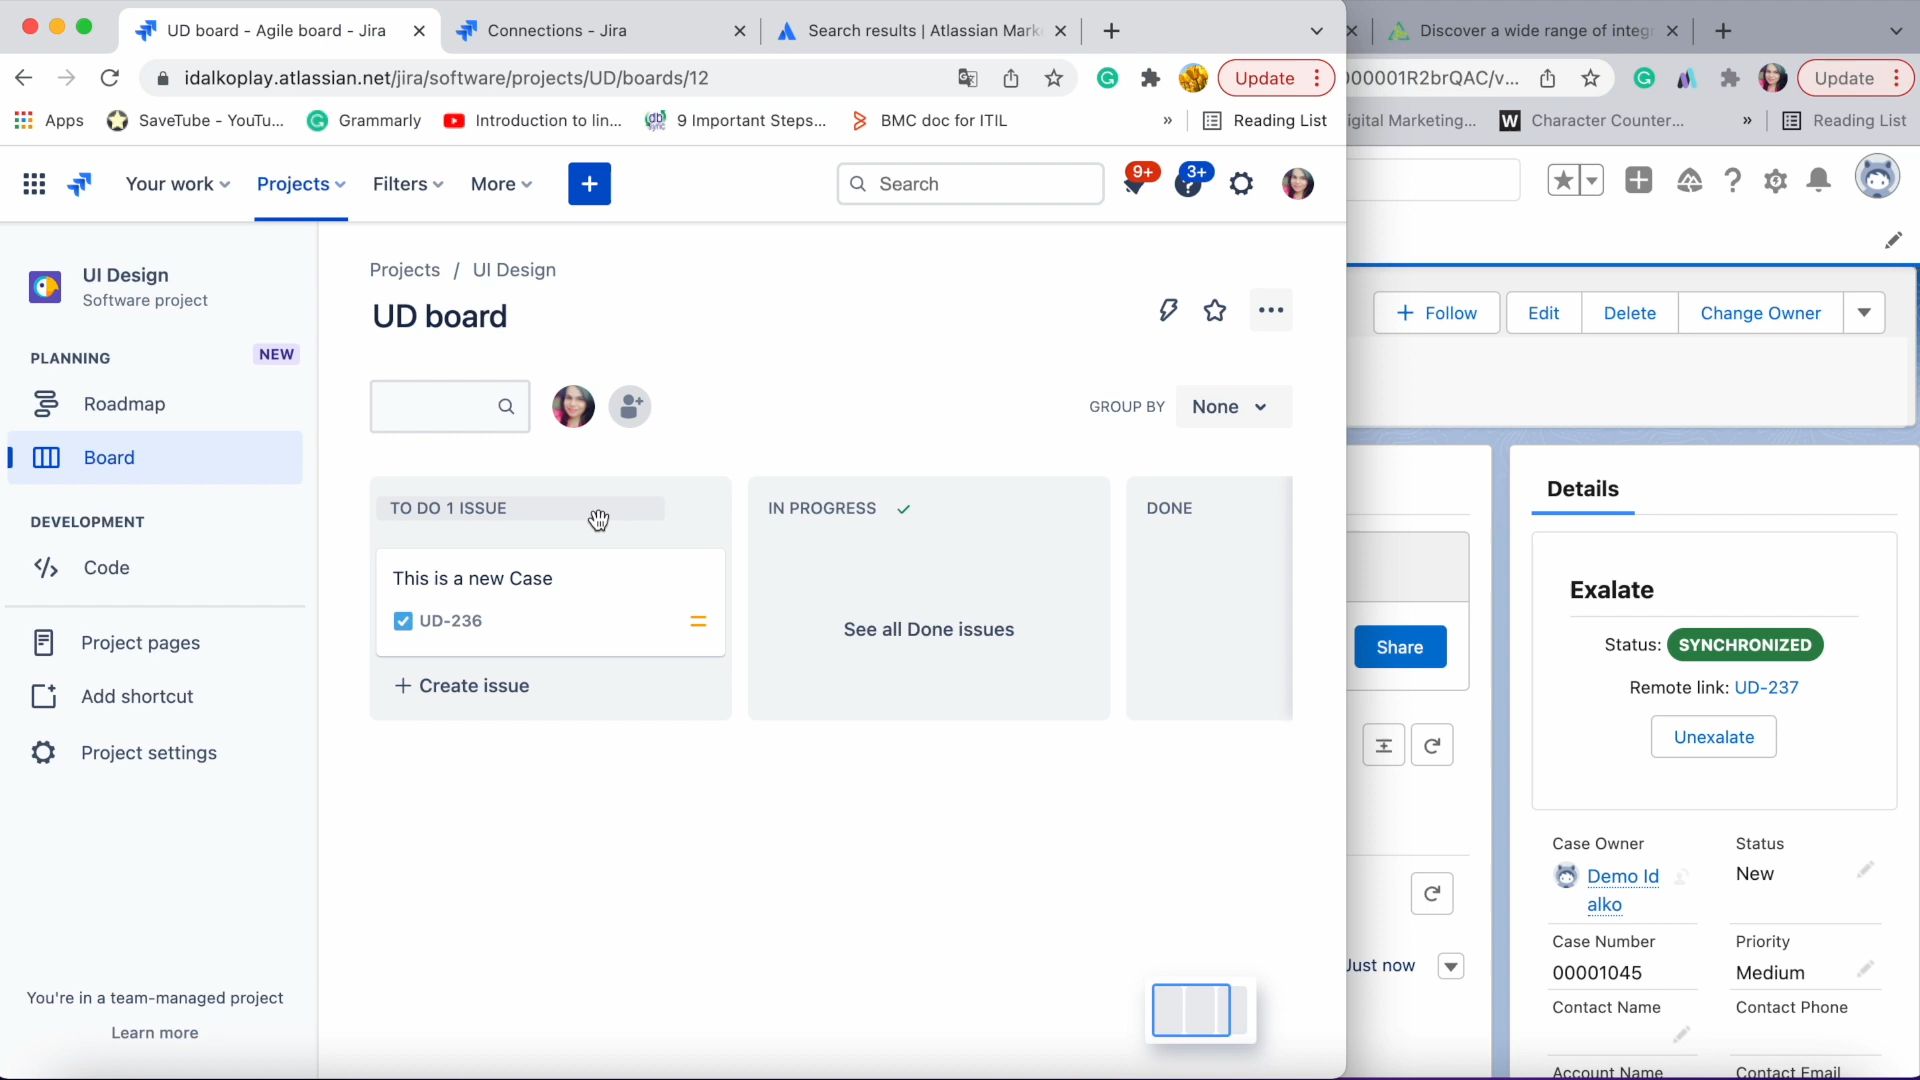 UD board - Agile board - Jira
Connections - Jira
Search results | Atlassian Mark
Discover a wide range of integr
idalkoplay.atlassian.net/jira/software/projects/UD/boards/12
Update
00001R2brQAC/v...
Update
Apps
SaveTube - YouTu...
Grammarly
Introduction to lin...
9 Important Steps...
BMC doc for ITIL
»
Reading List
igital Marketing...
W
Character Counter...
»
Reading List
Your work
Projects
Filters
More
+
Search
9+
3+
UI Design
Software project
PLANNING
NEW
Roadmap
Board
DEVELOPMENT
Code
Project pages
Add shortcut
Project settings
You're in a team-managed project
Learn more
Projects / UI Design
UD board
GROUP BY
None
TO DO 1 ISSUE
IN PROGRESS
DONE
This is a new Case
UD-236
+ Create issue
See all Done issues
+ Follow
Edit
Delete
Change Owner
Details
Exalate
Status: SYNCHRONIZED
Remote link: UD-237
Unexalate
Share
Just now
Case Owner
Status
Demo Id
alko
New
Case Number
Priority
00001045
Medium
Contact Name
Contact Phone
Account Name
Contact Email